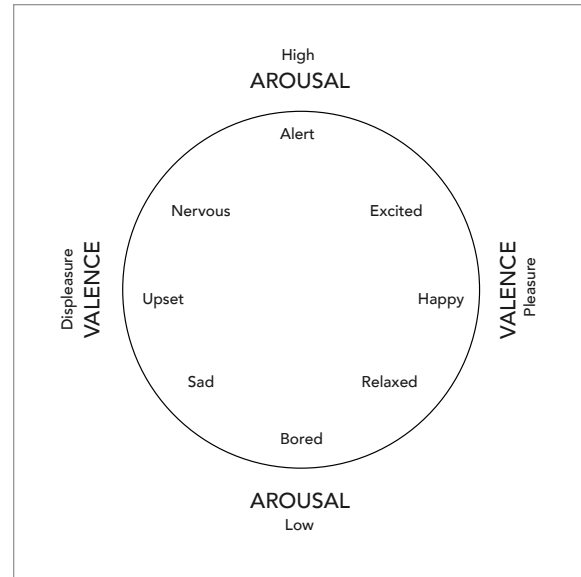 High
AROUSAL
Alert
Nervous
Excited
Displeasure
VALENCE
Upset
Happy
VALENCE
Pleasure
Sad
Relaxed
Bored
AROUSAL
Low